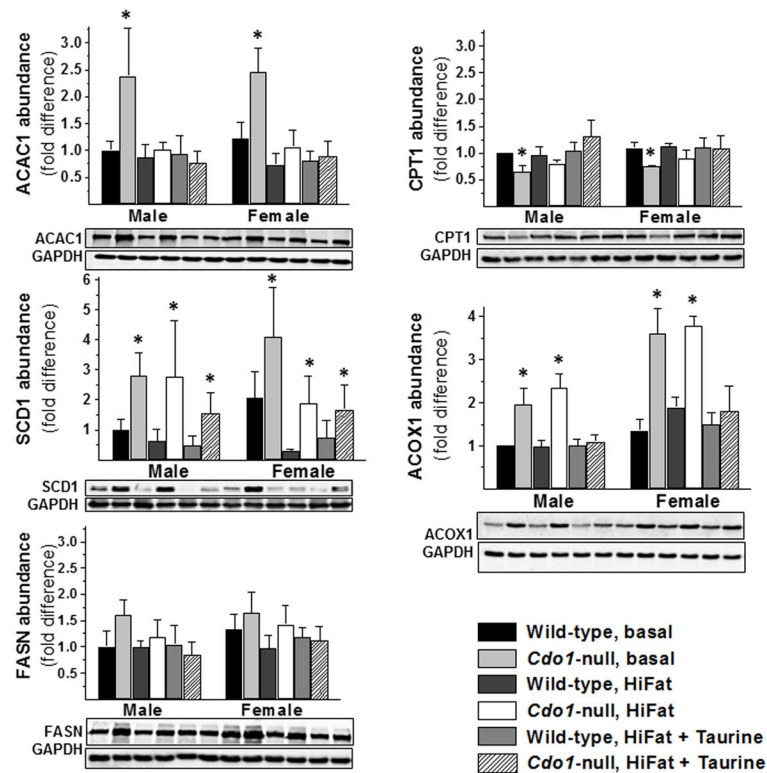 ACAC1 abundance
(fold difference)
3.0
2.5
2.0
1.5
1.0
0.5
*
*
Male Female
ACAC1
GAPDH
SCD1 abundance
(fold difference)
5
4
3
2
1
*
*
*
*
*
*
Male Female
SCD1
GAPDH
FASN abundance
(fold difference)
2.5
2.0
1.5
1.0
0.5
Male Female
FASN
GAPDH
CPT1 abundance
(fold difference)
3.0
2.5
2.0
1.5
1.0
0.5
*
*
Male Female
CPT1
GAPDH
ACOX1 abundance
(fold difference)
4
3
2
1
*
*
*
*
Male Female
ACOX1
GAPDH
Wild-type, basal
Cdo1-null, basal
Wild-type, HiFat
Cdo1-null, HiFat
Wild-type, HiFat + Taurine
Cdo1-null, HiFat + Taurine